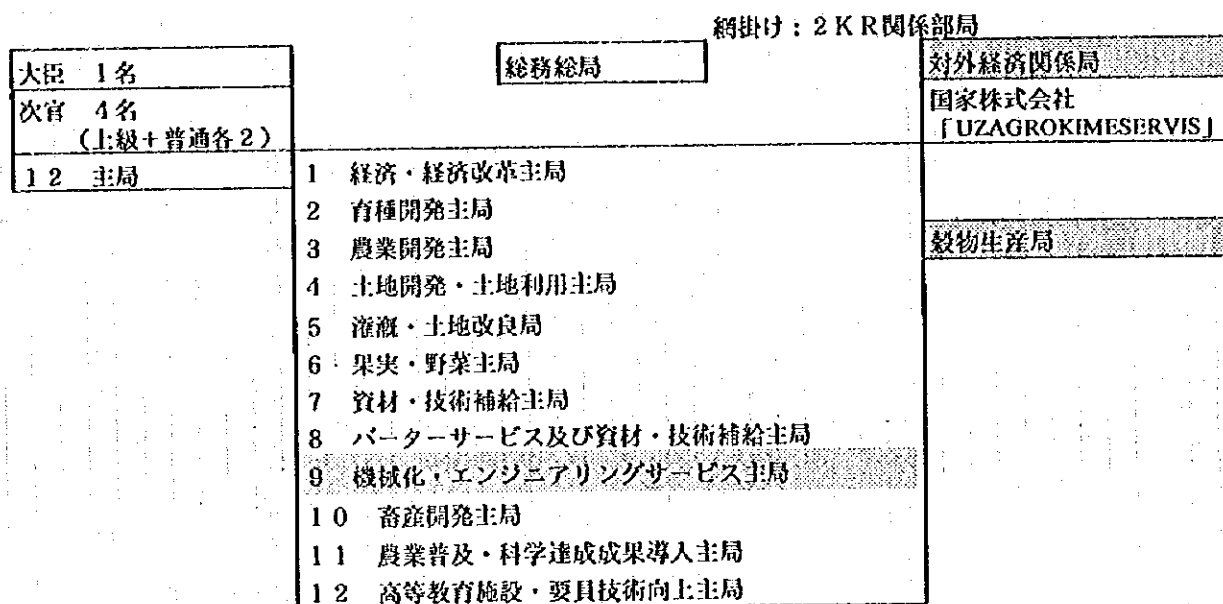 網掛け：２ＫＲ関係部局
大臣　１名
総務総局
対外経済関係局
次官　４名
（上級＋普通各２）
国家株式会社
「UZAGROKIMESERVIS」
１２　主局
1　経済・経済改革主局
2　育種開発主局
3　農業開発主局
穀物生産局
4　土地開発・土地利用主局
5　灌漑・土地改良局
6　果実・野菜主局
7　資材・技術補給主局
8　バーターサービス及び資材・技術補給主局
9　機械化・エンジニアリングサービス主局
１０　畜産開発主局
１１　農業普及・科学達成成果導入主局
１２　高等教育施設・要員技術向上主局